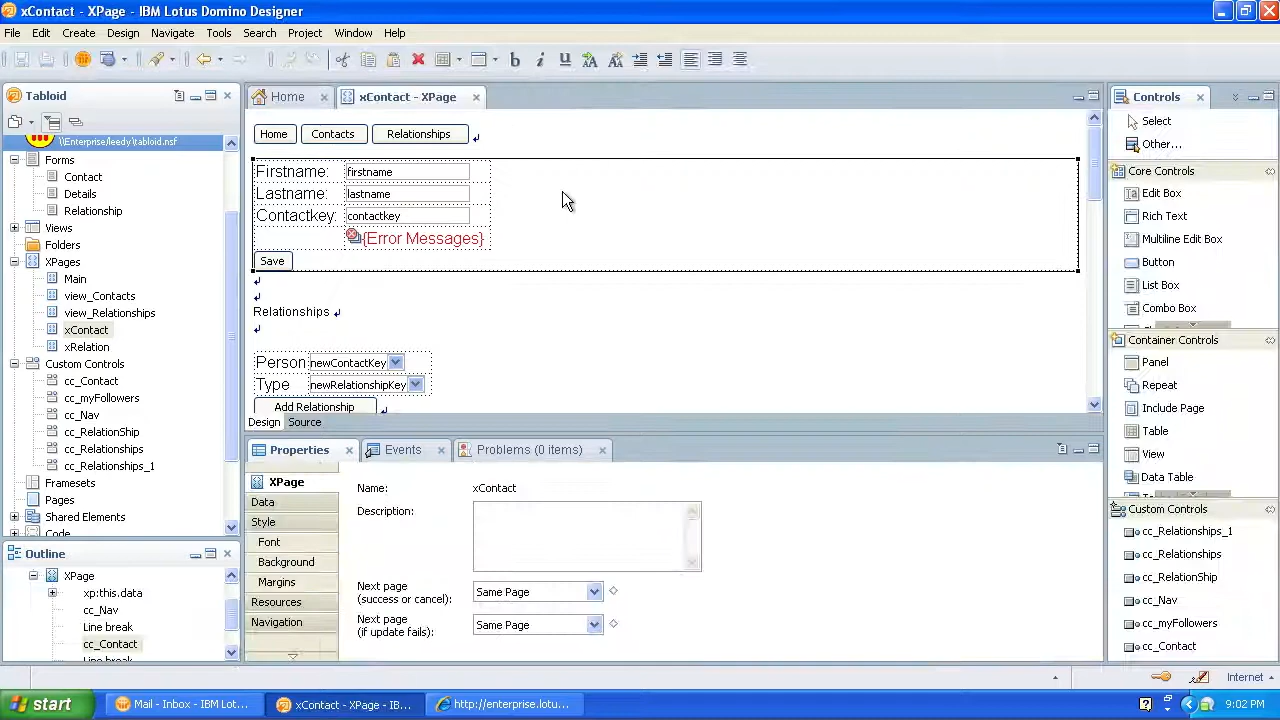 xContact - XPage - IBM Lotus Domino Designer
File Edit Create Design Navigate Tools Search Project Window Help
b i u
Tabloid
\\Enterprise/leedy\tabloid.nsf
Forms
Contact
Details
Relationship
Views
Folders
XPages
Main
view_Contacts
view_Relationships
xContact
xRelation
Custom Controls
cc_Contact
cc_myFollowers
cc_Nav
cc_RelationShip
cc_Relationships
cc_Relationships_1
Framesets
Pages
Shared Elements
Code
Outline
XPage
xp:this.data
cc_Nav
Line break
cc_Contact
Line break
Home
xContact - XPage
Home Contacts Relationships
Firstname: firstname
Lastname: lastname
Contactkey: contactkey
{Error Messages}
Save
Relationships
Person newContactKey
Type newRelationshipKey
Add Relationship
Design Source
Properties Events Problems (0 items)
XPage
Data
Style
Font
Background
Margins
Resources
Navigation
Name: xContact
Description:
Next page
(success or cancel):
Same Page
Next page
(if update fails):
Same Page
Controls
Select
Other...
Core Controls
Edit Box
Rich Text
Multiline Edit Box
Button
List Box
Combo Box
Container Controls
Panel
Repeat
Include Page
Table
View
Data Table
Custom Controls
cc_Relationships_1
cc_Relationships
cc_RelationShip
cc_Nav
cc_myFollowers
cc_Contact
Internet
start
Mail - Inbox - IBM Lot...
xContact - XPage - IB...
http://enterprise.lotu...
9:02 PM